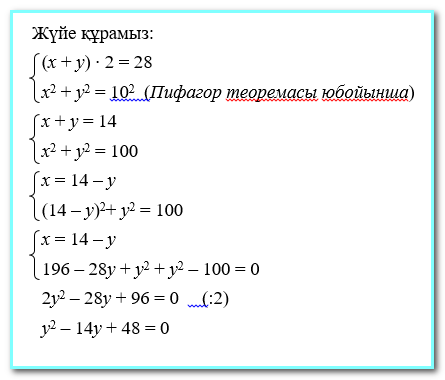 Жүйе құрамыз:
(x + y) · 2 = 28
x² + y² = 10² (Пифагор теоремасы юбойынша)
x + y = 14
x² + y² = 100
x = 14 – y
(14 – y)²+ y² = 100
x = 14 – y
196 – 28y + y² + y² – 100 = 0
2y² – 28y + 96 = 0 (:2)
y² – 14y + 48 = 0